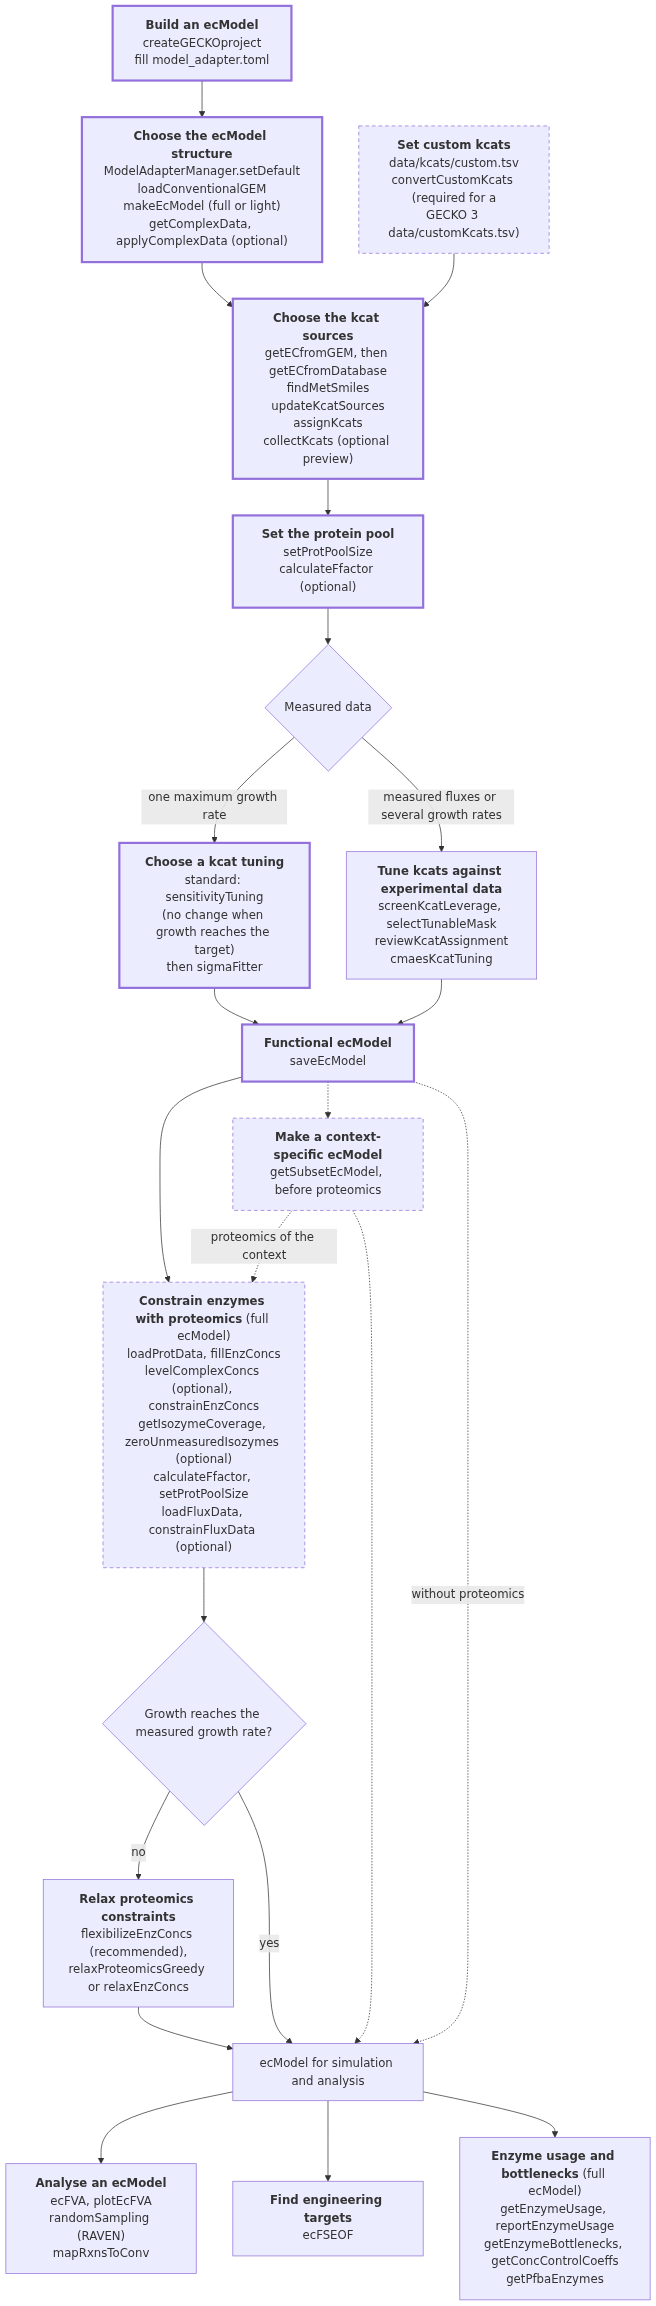 Build an ecModel
createGECKOproject
fill model_adapter.toml
Choose the ecModel
structure
ModelAdapterManager.setDefault
loadConventionalGEM
makeEcModel (full or light)
getComplexData,
applyComplexData (optional)
Set custom kcats
data/kcats/custom.tsv
convertCustomKcats
(required for a
GECKO 3
data/customKcats.tsv)
Choose the kcat
sources
getECfromGEM, then
getECfromDatabase
findMetSmiles
updateKcatSources
assignKcats
collectKcats (optional
preview)
Set the protein pool
setProtPoolSize
calculateFfactor
(optional)
Measured data
one maximum growth
rate
measured fluxes or
several growth rates
Choose a kcat tuning
standard:
sensitivityTuning
(no change when
growth reaches the
target)
then sigmaFitter
Tune kcats against
experimental data
screenKcatLeverage,
selectTunableMask
reviewKcatAssignment
cmaesKcatTuning
Functional ecModel
saveEcModel
Make a context-
specific ecModel
getSubsetEcModel,
before proteomics
proteomics of the
context
Constrain enzymes
with proteomics (full
ecModel)
loadProtData, fillEnzConcs
levelComplexConcs
(optional),
constrainEnzConcs
getIsozymeCoverage,
zeroUnmeasuredIsozymes
(optional)
calculateFfactor,
setProtPoolSize
loadFluxData,
constrainFluxData
(optional)
without proteomics
Growth reaches the
measured growth rate?
no
yes
Relax proteomics
constraints
flexibilizeEnzConcs
(recommended),
relaxProteomicsGreedy
or relaxEnzConcs
ecModel for simulation
and analysis
Analyse an ecModel
ecFVA, plotEcFVA
randomSampling
(RAVEN)
mapRxnsToConv
Find engineering
targets
ecFSEOF
Enzyme usage and
bottlenecks (full
ecModel)
getEnzymeUsage,
reportEnzymeUsage
getEnzymeBottlenecks,
getConcControlCoeffs
getPfbaEnzymes